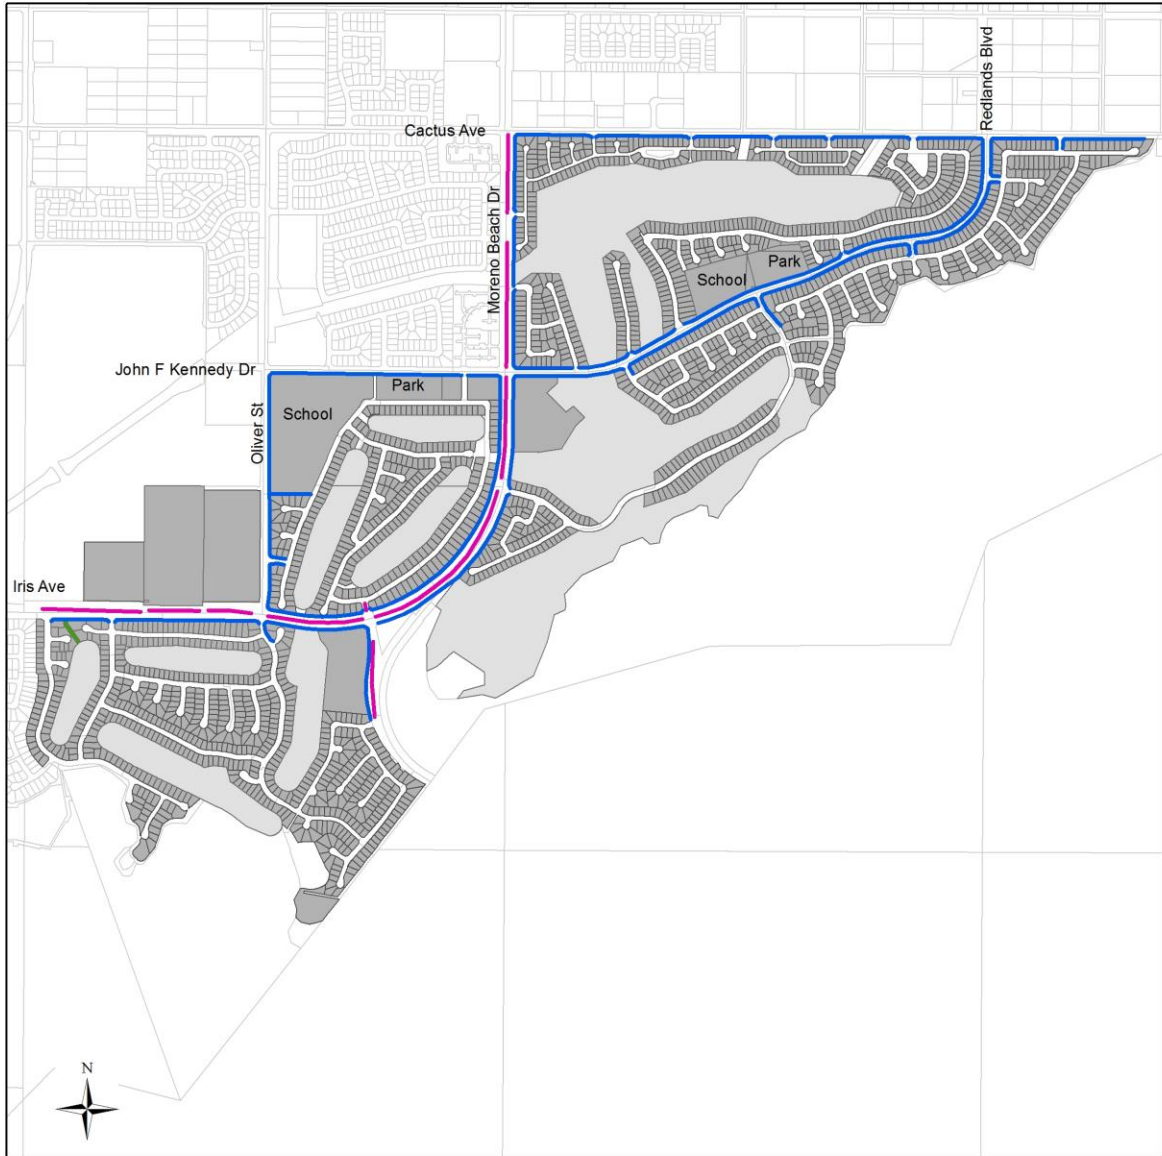 Redlands Blvd
Cactus Ave
Moreno Beach Dr
Park
School
John F Kennedy Dr
Park
School
Oliver St
Iris Ave
N